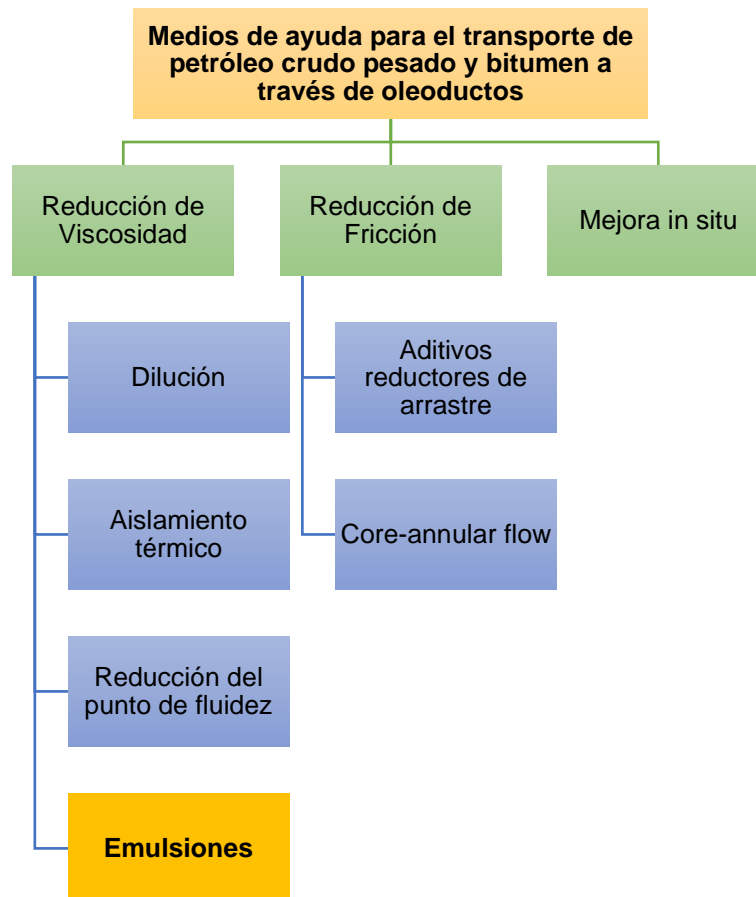 Medios de ayuda para el transporte de
petróleo crudo pesado y bitumen a
través de oleoductos
Reducción de
Viscosidad
Reducción de
Fricción
Mejora in situ
Dilución
Aditivos
reductores de
arrastre
Aislamiento
térmico
Core-annular flow
Reducción del
punto de fluidez
Emulsiones